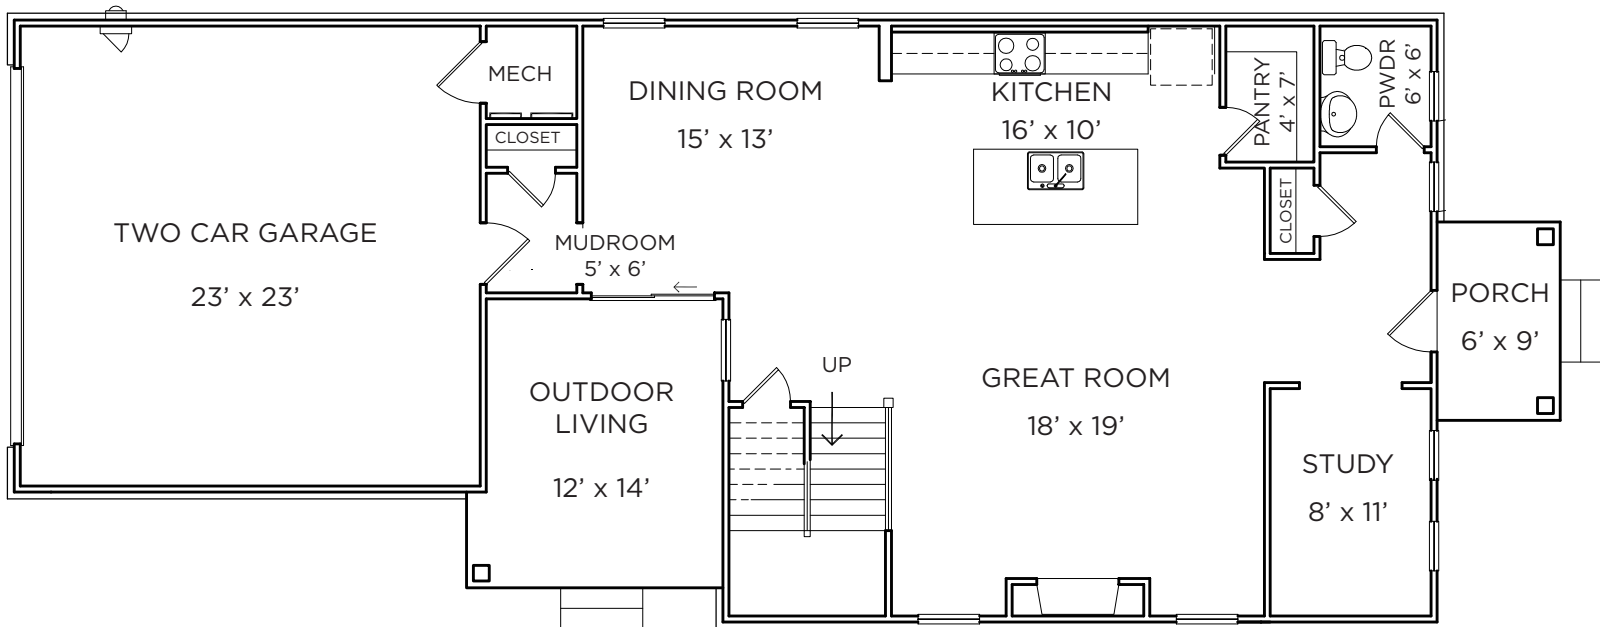 MECH
CLOSET
DINING ROOM
15’ x 13’
KITCHEN
16’ x 10’
PANTRY
4’ x 7’
PWDR
6’ x 6’
CLOSET
TWO CAR GARAGE
23’ x 23’
MUDROOM
5’ x 6’
PORCH
6’ x 9’
OUTDOOR
LIVING
12’ x 14’
UP
GREAT ROOM
18’ x 19’
STUDY
8’ x 11’